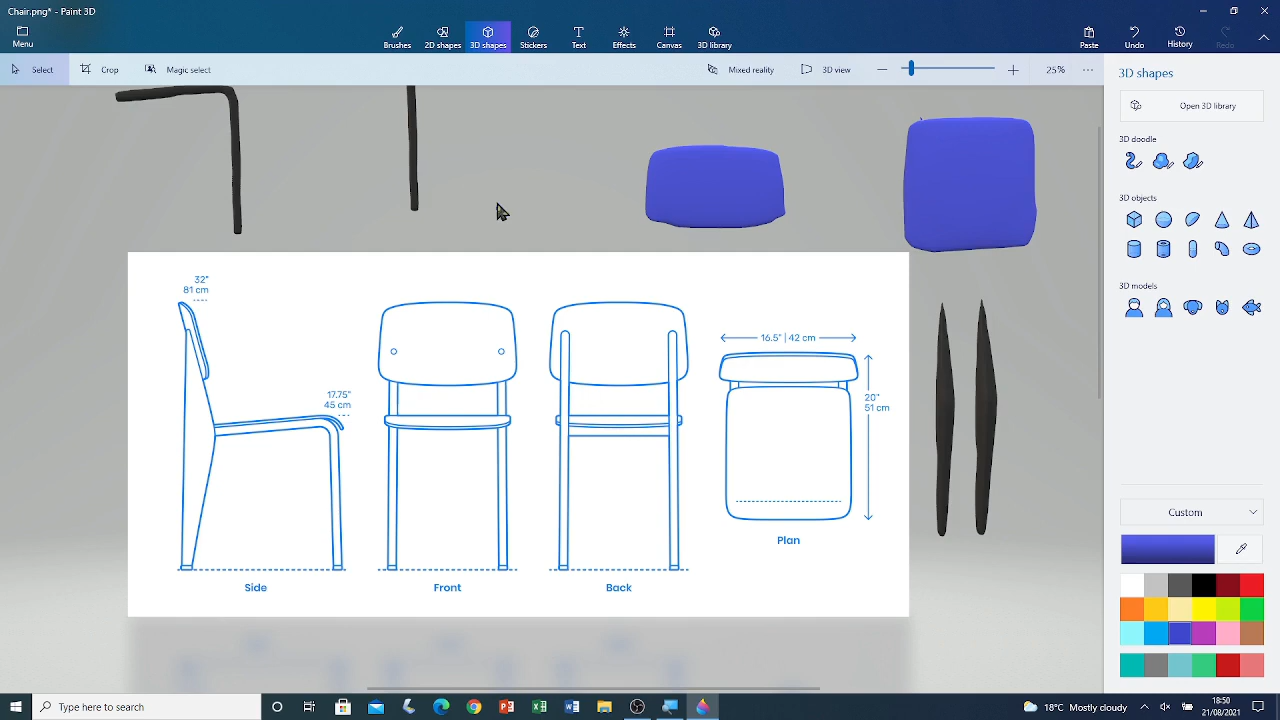 Chair.png* - Paint 3D
Menu
Brushes
2D shapes
3D shapes
Stickers
Text
Effects
Canvas
3D library
Paste
Undo
History
Redo
Select
Crop
Magic select
Mixed reality
3D view
25%
3D shapes
Open 3D library
3D doodle
3D objects
3D models
Custom
32"
81 cm
17.75"
45 cm
16.5" | 42 cm
20"
51 cm
Plan
Side
Front
Back
Type here to search
18°C Mostly cloudy
18:50
21/08/2021